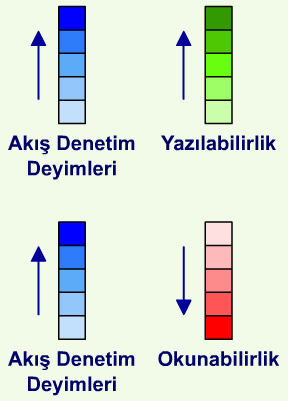 Akış Denetim
Deyimleri
Yazılabilirlik
Akış Denetim
Deyimleri
Okunabilirlik